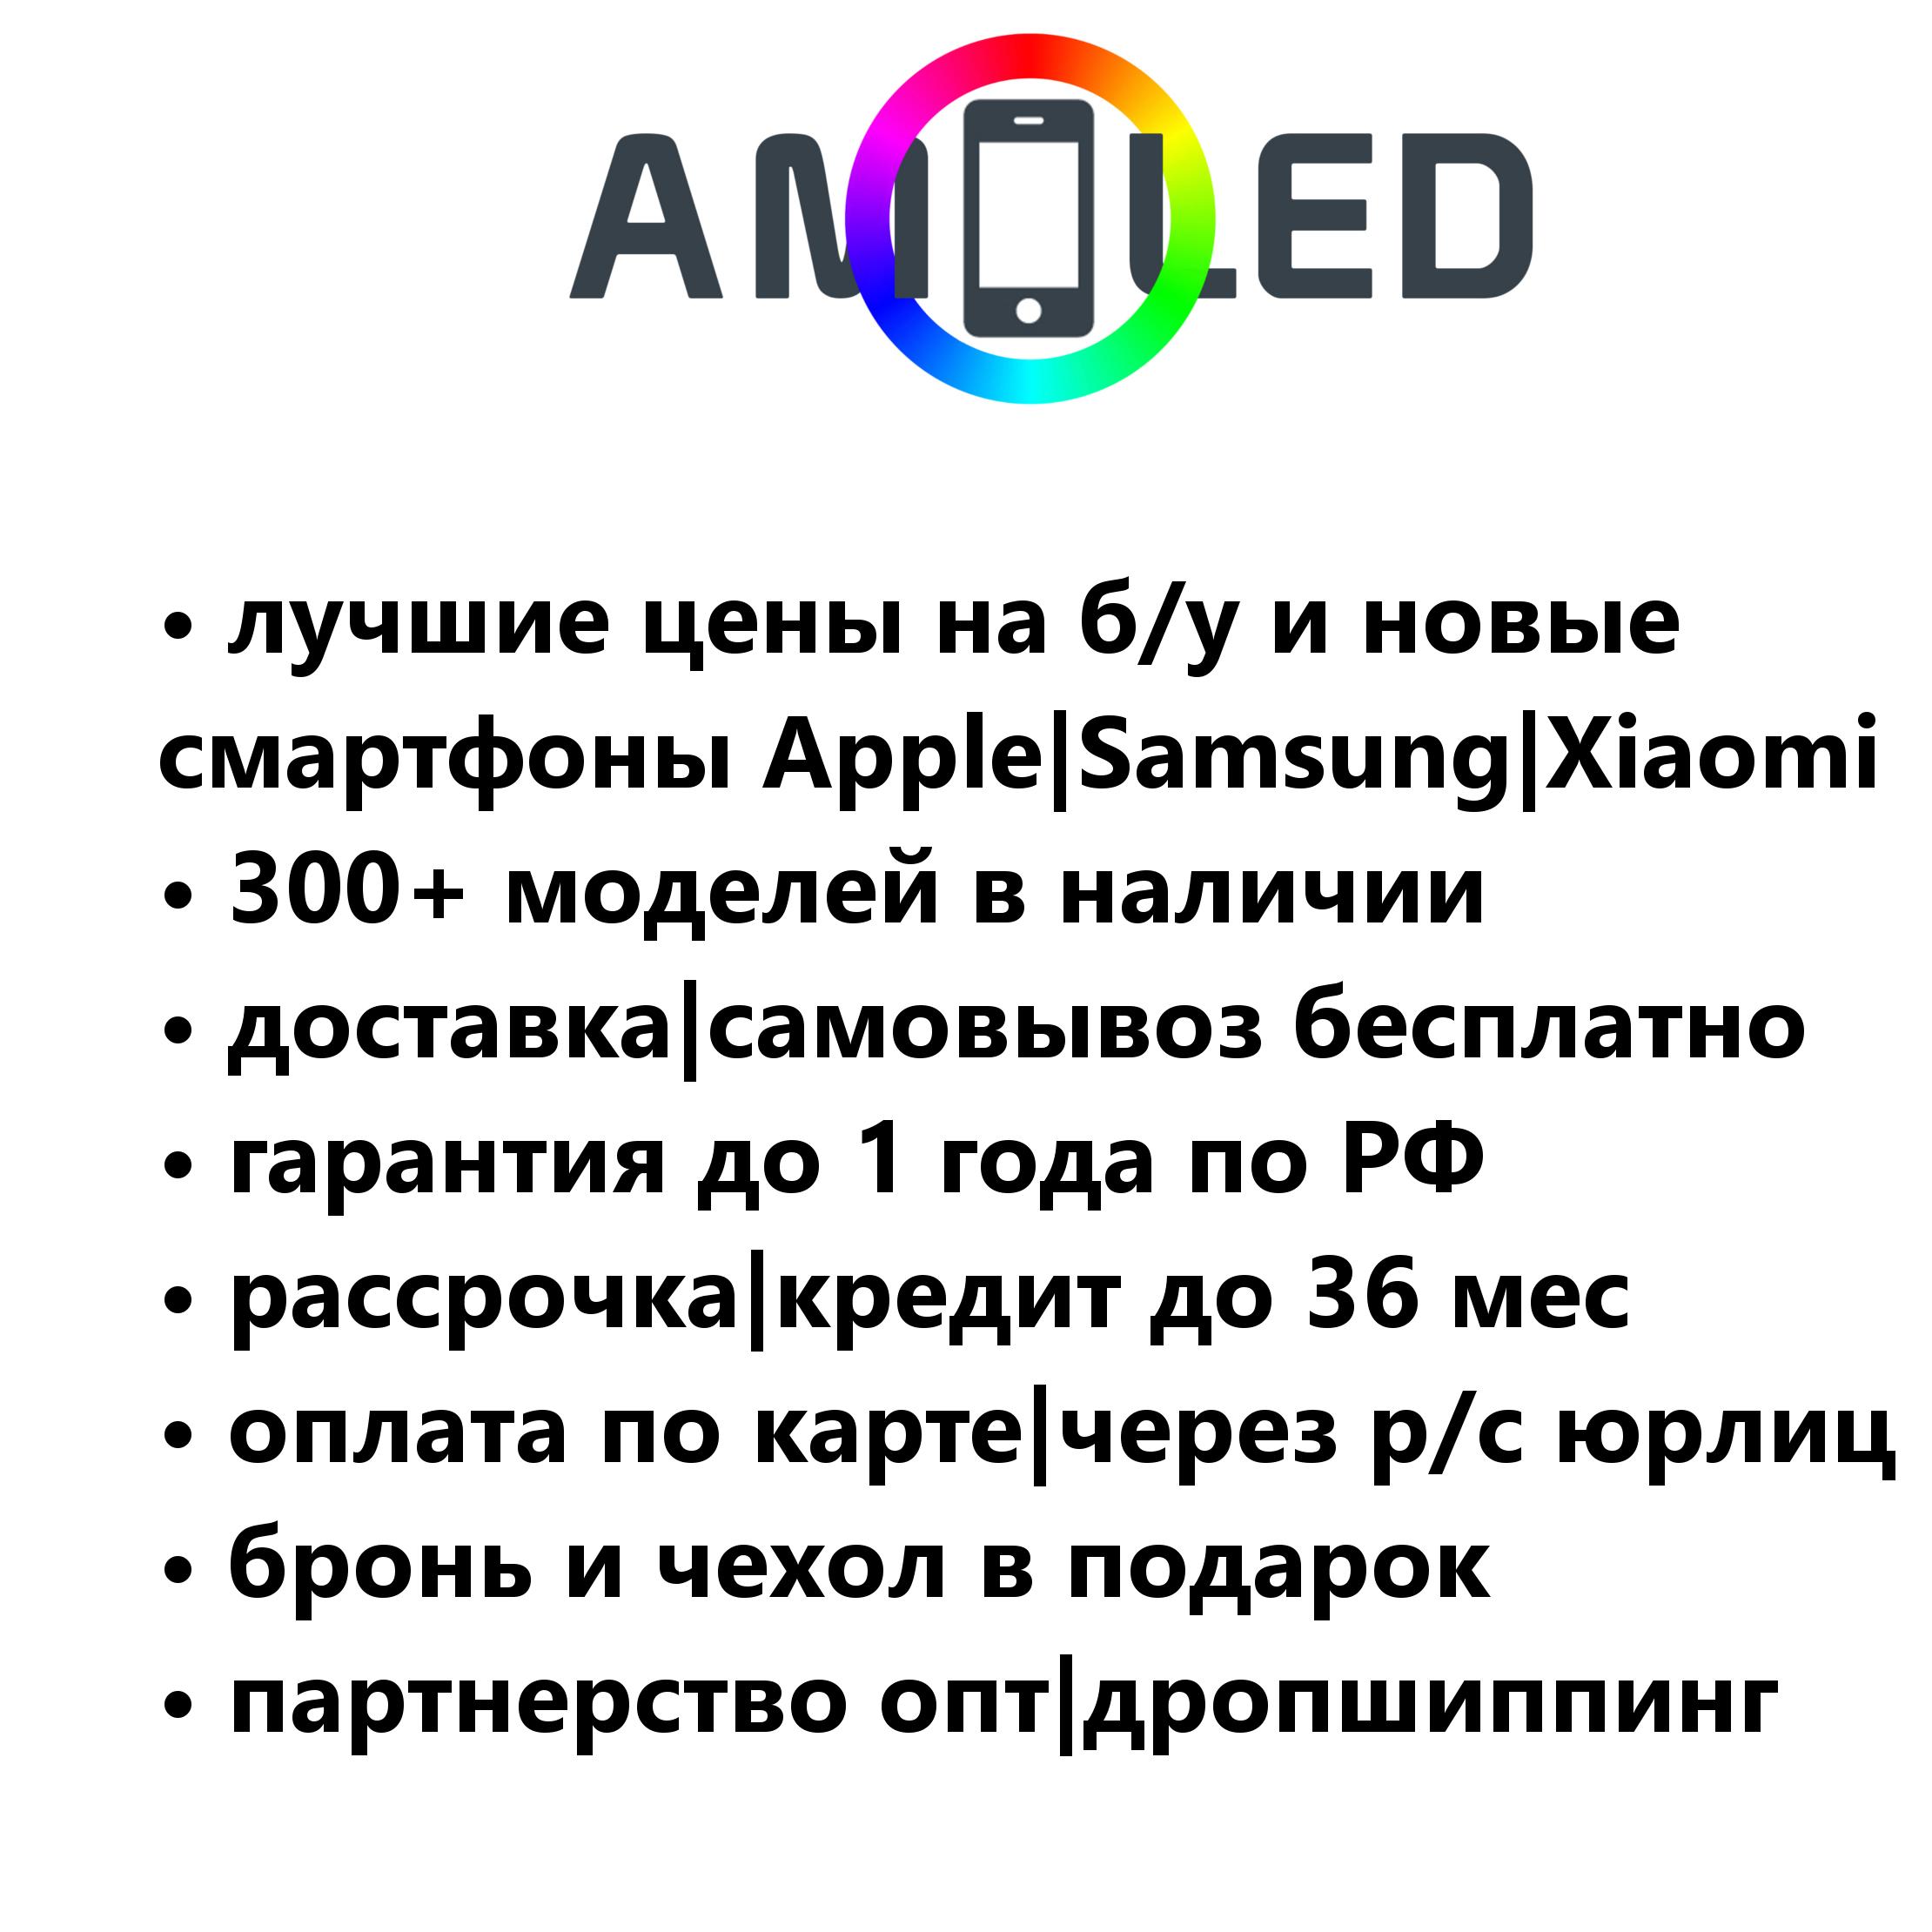 AMOLED
• лучшие цены на б/у и новые
смартфоны Apple|Samsung|Xiaomi
• 300+ моделей в наличии
• доставка|самовывоз бесплатно
• гарантия до 1 года по РФ
• рассрочка|кредит до 36 мес
• оплата по карте|через р/с юрлиц
• бронь и чехол в подарок
• партнерство опт|дропшиппинг